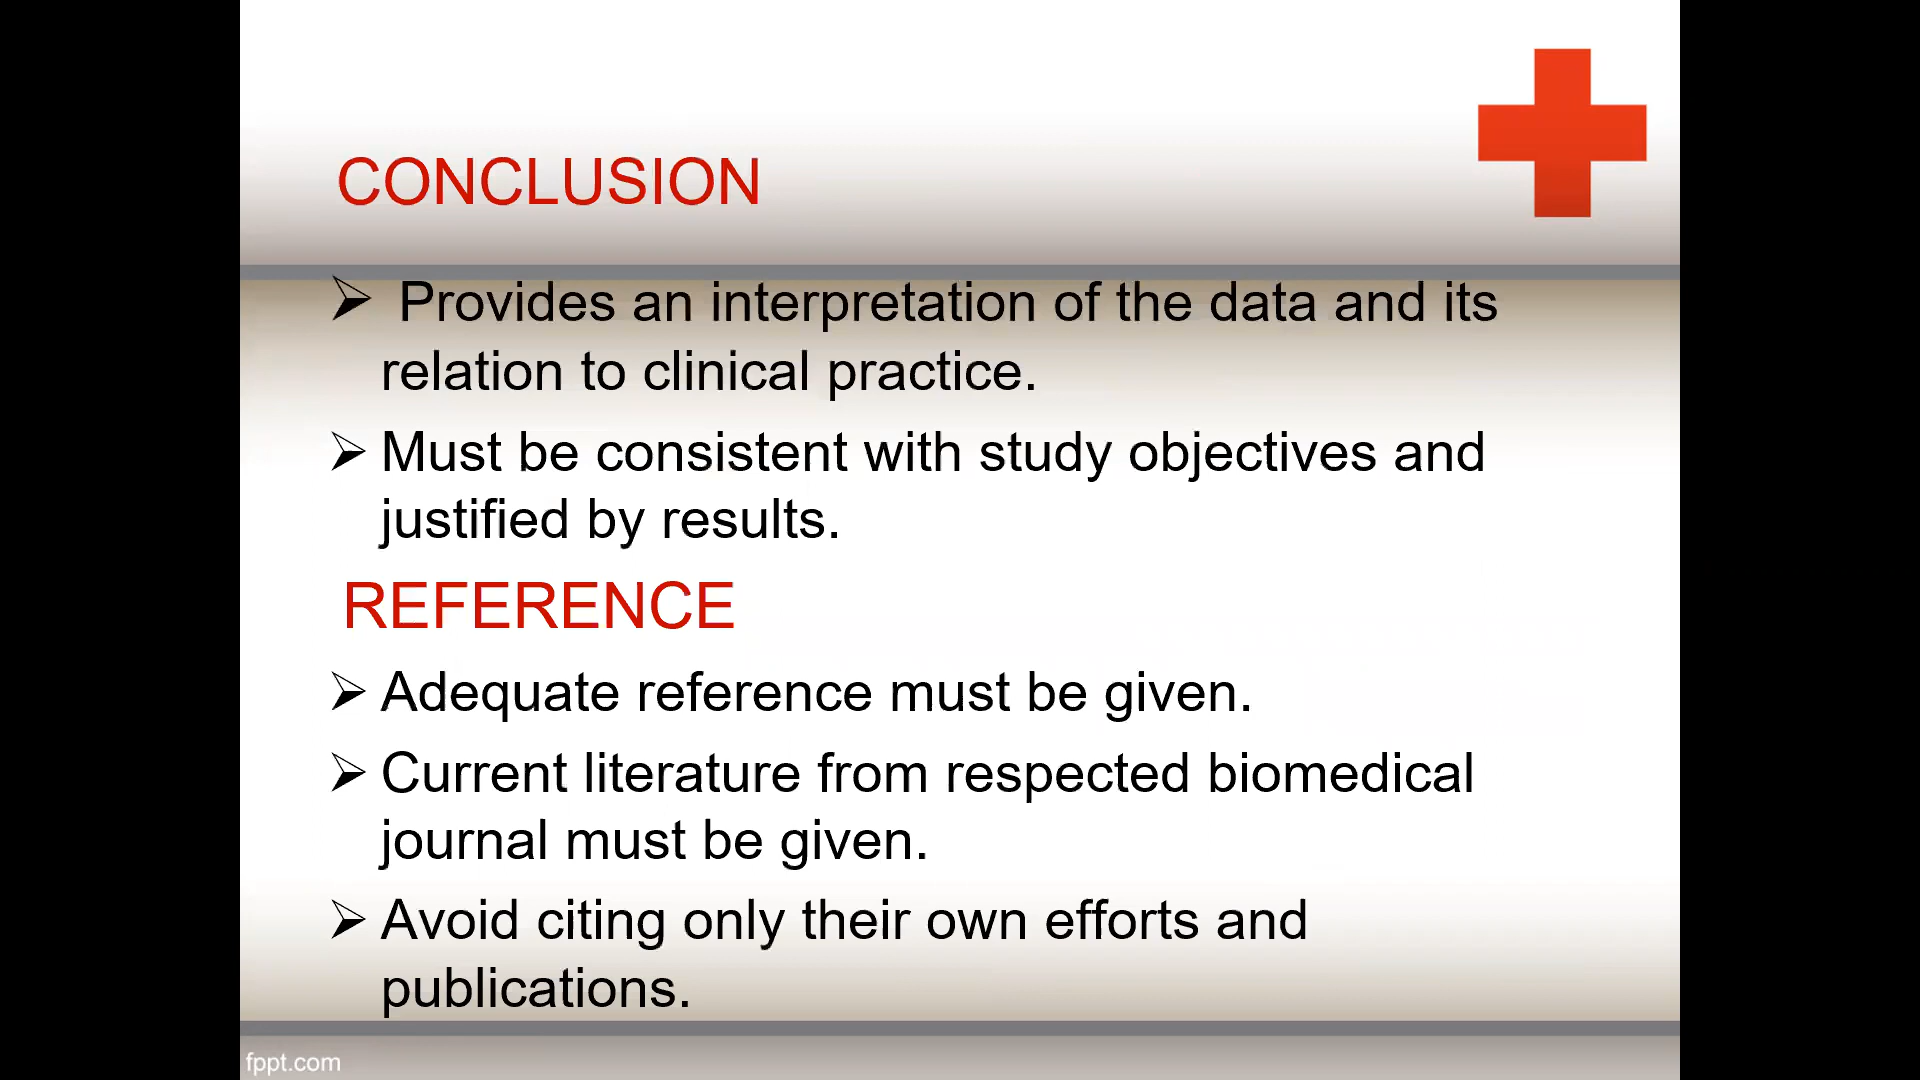 CONCLUSION
➢ Provides an interpretation of the data and its
relation to clinical practice.
➢ Must be consistent with study objectives and
justified by results.
REFERENCE
➢ Adequate reference must be given.
➢ Current literature from respected biomedical
journal must be given.
➢ Avoid citing only their own efforts and
publications.
fppt.com